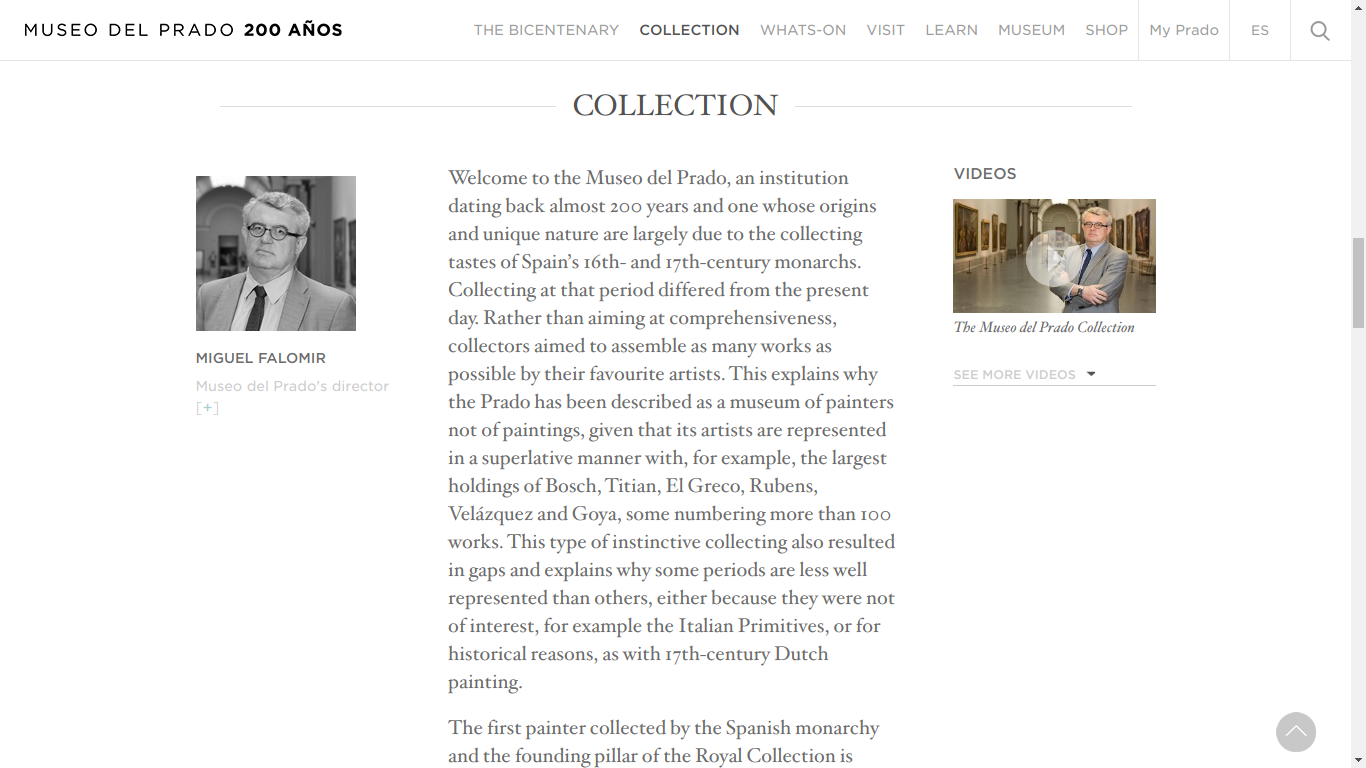 MUSEO DEL PRADO 200 AÑOS
THE BICENTENARY
COLLECTION
WHATS-ON
VISIT
LEARN
MUSEUM
SHOP
My Prado
ES
COLLECTION
MIGUEL FALOMIR
Museo del Prado's director
[+]
Welcome to the Museo del Prado, an institution
dating back almost 200 years and one whose origins
and unique nature are largely due to the collecting
tastes of Spain’s 16th- and 17th-century monarchs.
Collecting at that period differed from the present
day. Rather than aiming at comprehensiveness,
collectors aimed to assemble as many works as
possible by their favourite artists. This explains why
the Prado has been described as a museum of painters
not of paintings, given that its artists are represented
in a superlative manner with, for example, the largest
holdings of Bosch, Titian, El Greco, Rubens,
Velázquez and Goya, some numbering more than 100
works. This type of instinctive collecting also resulted
in gaps and explains why some periods are less well
represented than others, either because they were not
of interest, for example the Italian Primitives, or for
historical reasons, as with 17th-century Dutch
painting.
The first painter collected by the Spanish monarchy
and the founding pillar of the Royal Collection is
VIDEOS
The Museo del Prado Collection
SEE MORE VIDEOS